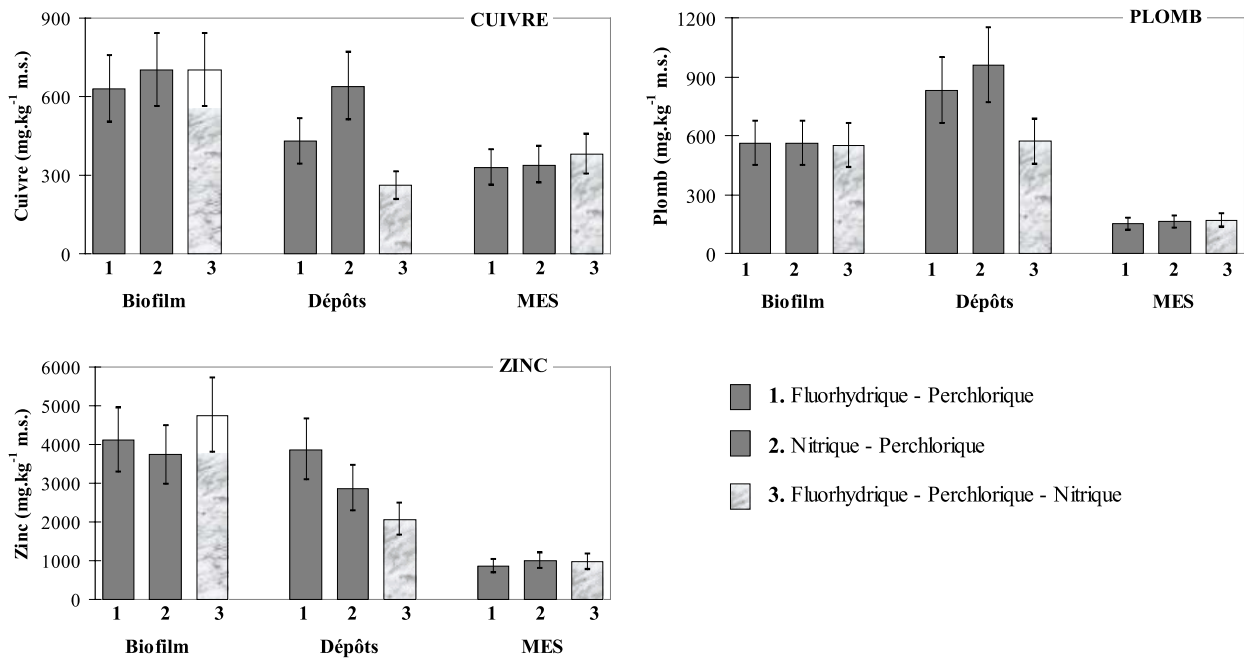 CUIVRE
Cuivre (mg.kg⁻¹ m.s.)
900
600
300
0
1 2 3 1 2 3 1 2 3
Biofilm Dépôts MES
PLOMB
Plomb (mg.kg⁻¹ m.s.)
1200
900
600
300
0
1 2 3 1 2 3 1 2 3
Biofilm Dépôts MES
ZINC
Zinc (mg.kg⁻¹ m.s.)
6000
5000
4000
3000
2000
1000
0
1 2 3 1 2 3 1 2 3
Biofilm Dépôts MES
1. Fluorhydrique - Perchlorique
2. Nitrique - Perchlorique
3. Fluorhydrique - Perchlorique - Nitrique